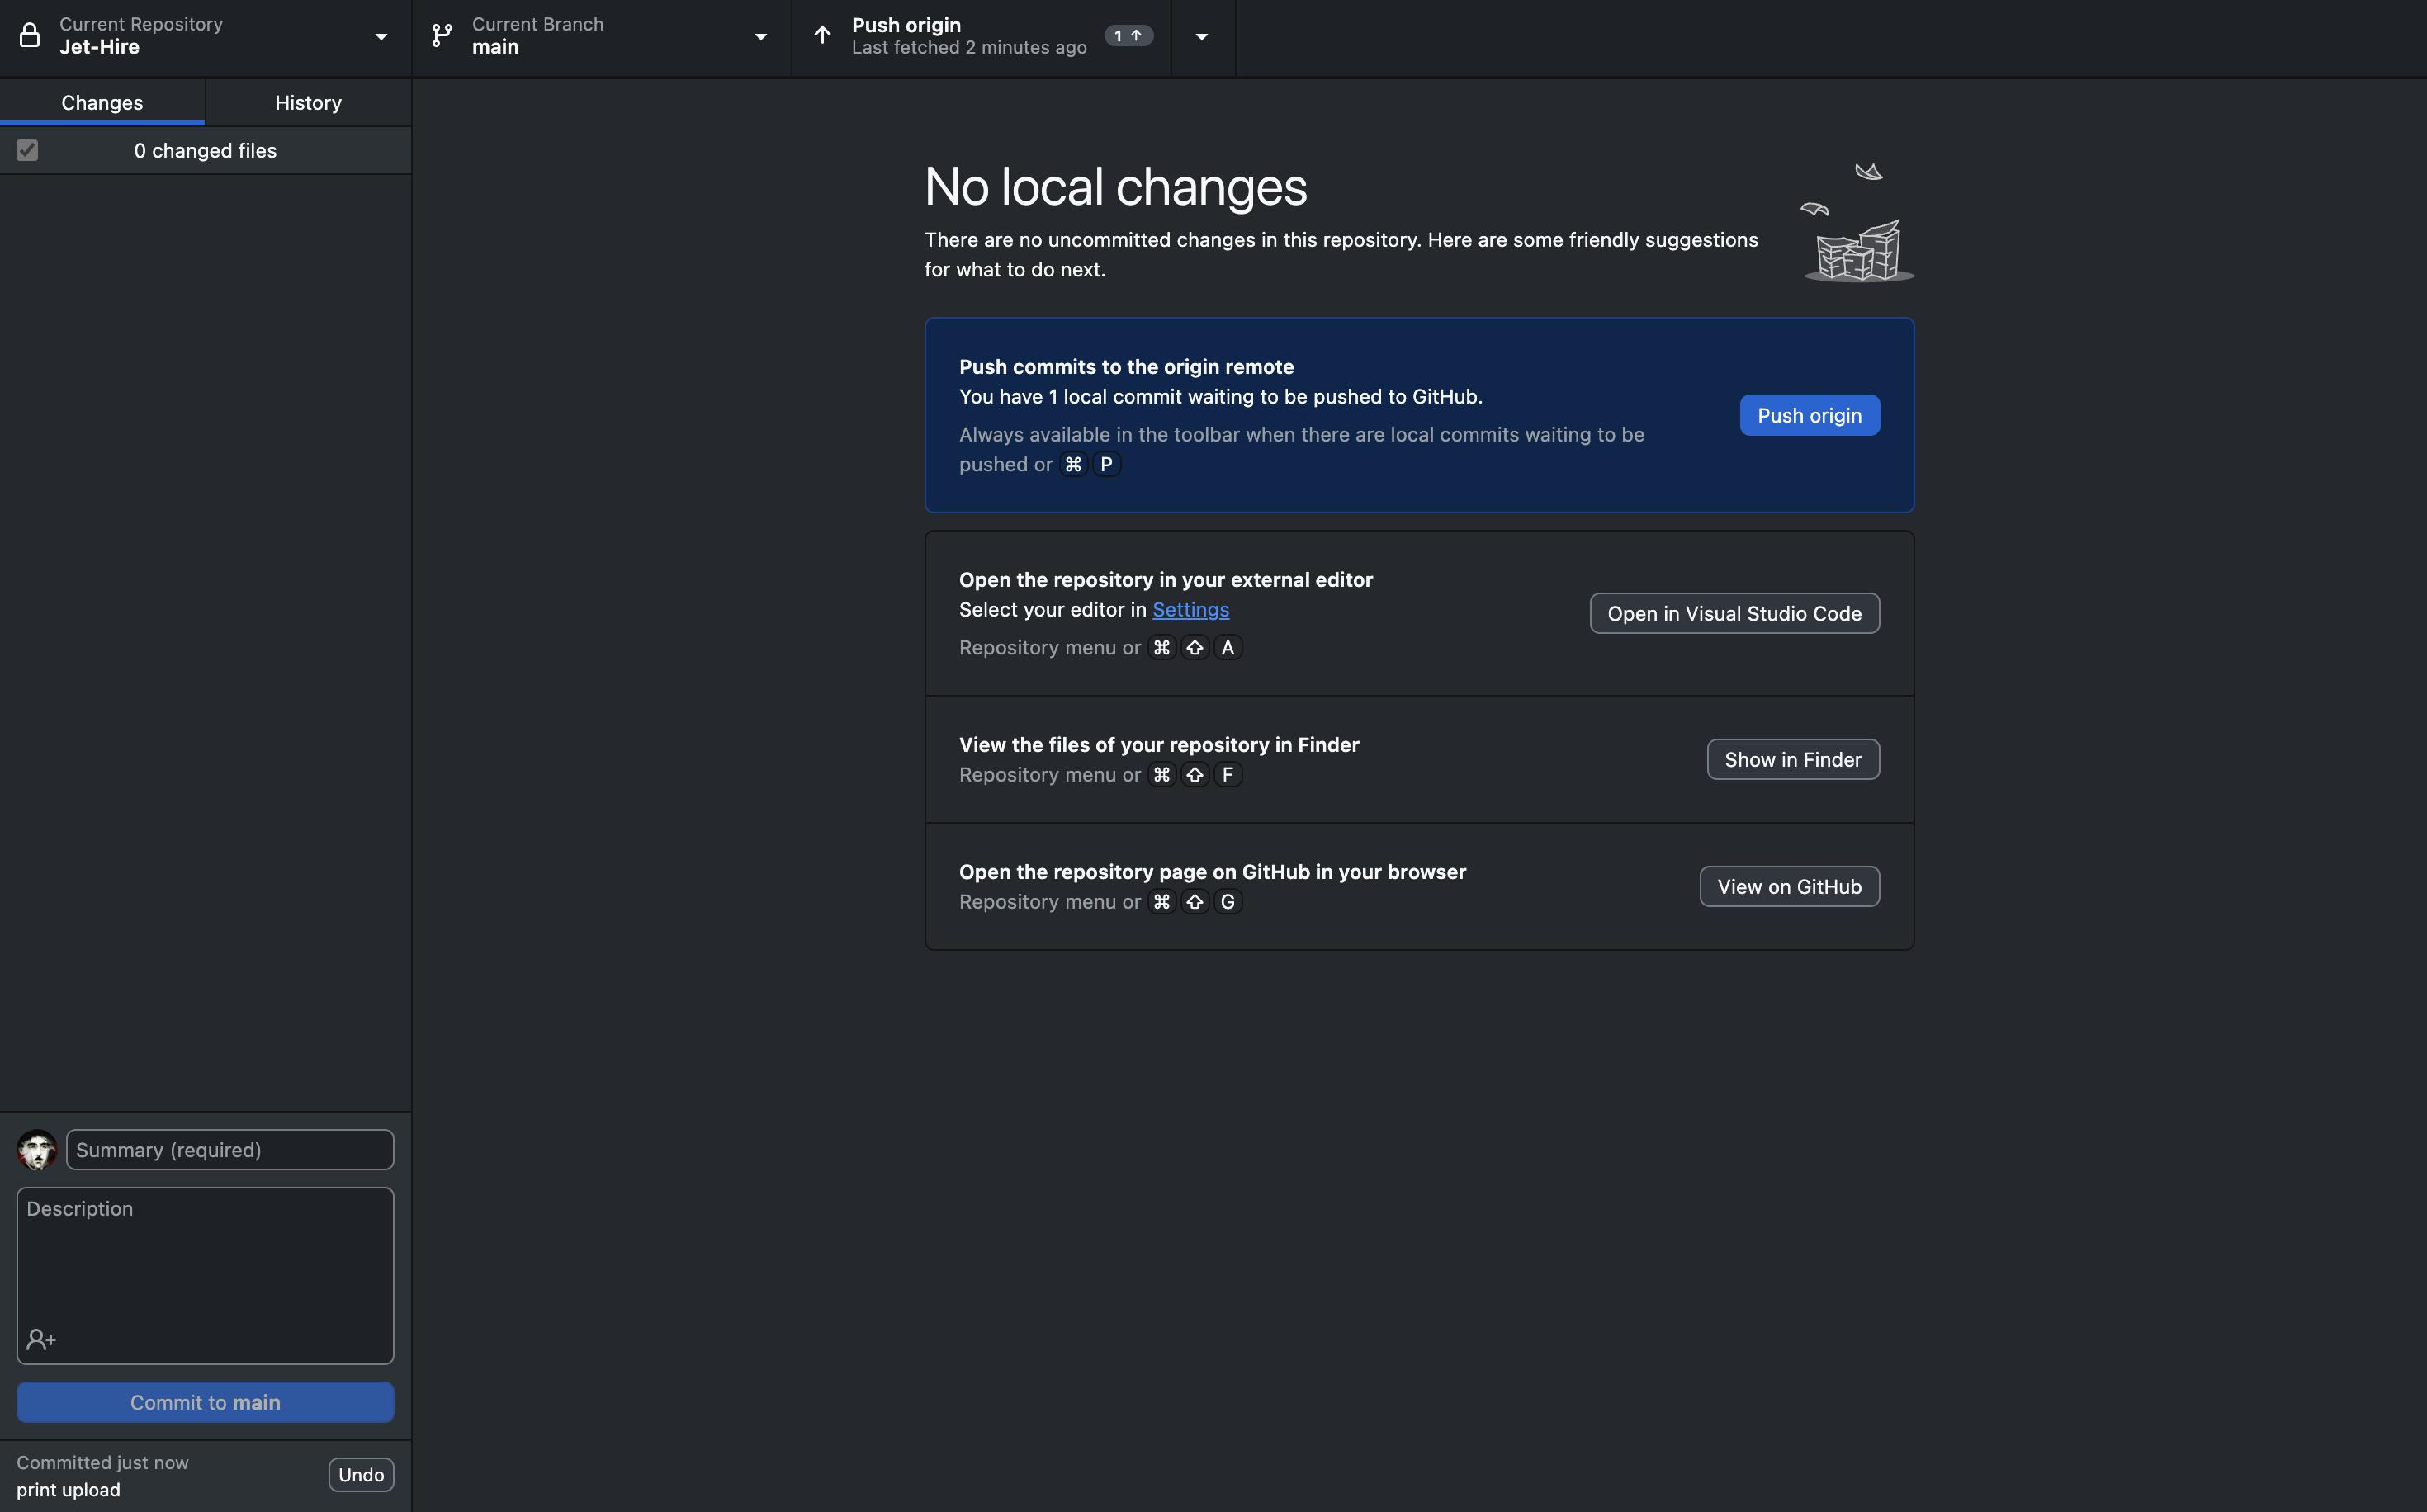 Current Repository
Jet-Hire
Current Branch
main
Push origin
Last fetched 2 minutes ago
1
Changes
History
0 changed files
No local changes
There are no uncommitted changes in this repository. Here are some friendly suggestions
for what to do next.
Push commits to the origin remote
You have 1 local commit waiting to be pushed to GitHub.
Always available in the toolbar when there are local commits waiting to be
pushed or ⌘ P
Push origin
Open the repository in your external editor
Select your editor in Settings
Repository menu or ⌘ ⇧ A
Open in Visual Studio Code
View the files of your repository in Finder
Repository menu or ⌘ ⇧ F
Show in Finder
Open the repository page on GitHub in your browser
Repository menu or ⌘ ⇧ G
View on GitHub
Summary (required)
Description
Commit to main
Committed just now
print upload
Undo